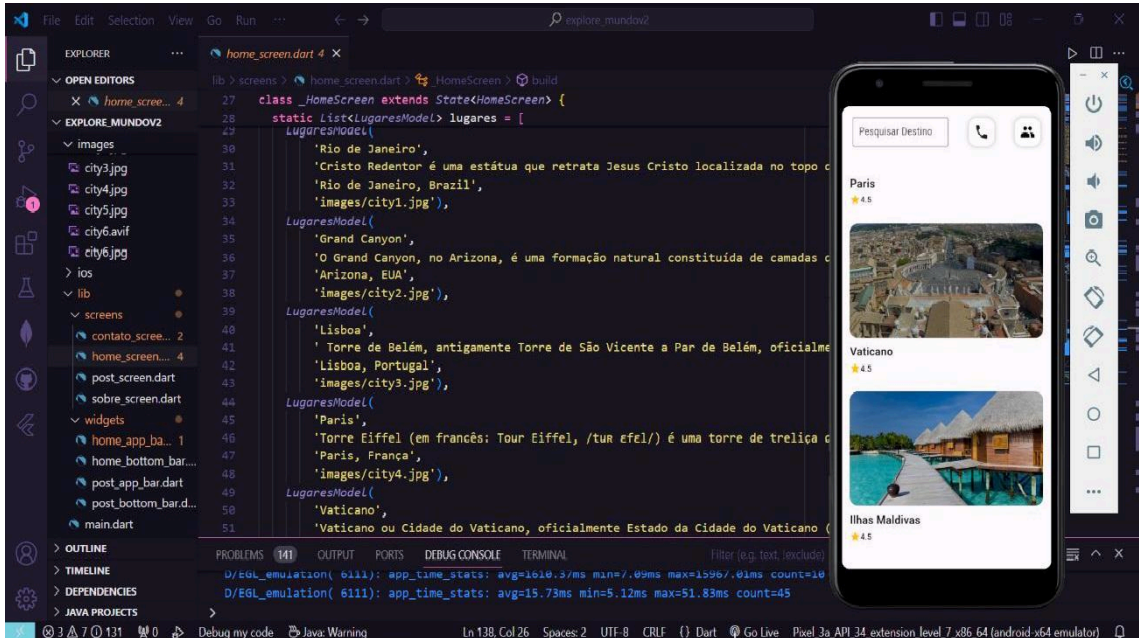 File Edit Selection View Go Run ··· explore_mundov2
EXPLORER ···
OPEN EDITORS
home_scree... 4
EXPLORE_MUNDOV2
images
city3.jpg
city4.jpg
city5.jpg
city6.avif
city6.jpg
ios
lib
screens
contato_scree... 2
home_screen.... 4
post_screen.dart
sobre_screen.dart
widgets
home_app_ba... 1
home_bottom_bar....
post_app_bar.dart
post_bottom_bar.d...
main.dart
OUTLINE
TIMELINE
DEPENDENCIES
JAVA PROJECTS
1
home_screen.dart 4
lib > screens > home_screen.dart > _HomeScreen > build
27 class _HomeScreen extends State<HomeScreen> {
28 static List<LugaresModel> lugares = [
29 LugaresModel(
30 'Rio de Janeiro',
31 'Cristo Redentor é uma estátua que retrata Jesus Cristo localizada no topo
32 'Rio de Janeiro, Brazil',
33 'images/city1.jpg'),
34 LugaresModel(
35 'Grand Canyon',
36 'O Grand Canyon, no Arizona, é uma formação natural constituída de camadas
37 'Arizona, EUA',
38 'images/city2.jpg'),
39 LugaresModel(
40 'Lisboa',
41 ' Torre de Belém, antigamente Torre de São Vicente a Par de Belém, oficialme
42 'Lisboa, Portugal',
43 'images/city3.jpg'),
44 LugaresModel(
45 'Paris',
46 'Torre Eiffel (em francês: Tour Eiffel, /tuʀ ɛfɛl/) é uma torre de treliça
47 'Paris, França',
48 'images/city4.jpg'),
49 LugaresModel(
50 'Vaticano',
51 'Vaticano ou Cidade do Vaticano, oficialmente Estado da Cidade do Vaticano (
PROBLEMS 141 OUTPUT PORTS DEBUG CONSOLE TERMINAL Filter (e.g. text, !exclude)
D/EGL_emulation( 6111): app_time_stats: avg=1610.37ms min=7.09ms max=15967.01ms count=10
D/EGL_emulation( 6111): app_time_stats: avg=15.73ms min=5.12ms max=51.83ms count=45
>
Pesquisar Destino
Paris
4.5
Vaticano
4.5
Ilhas Maldivas
4.5
3 7 131 0 Debug my code Java: Warning Ln 138, Col 26 Spaces: 2 UTF-8 CRLF {} Dart Go Live Pixel 3a API 34 extension level 7 x86 64 (android-x64 emulator)